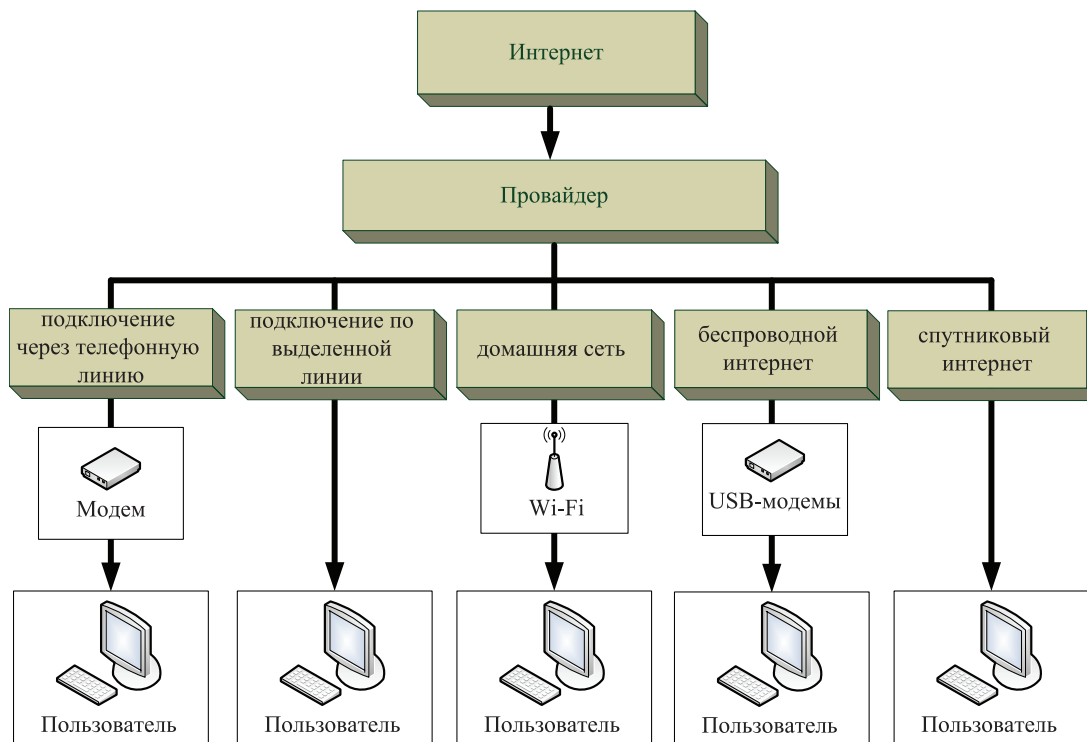 Интернет
Провайдер
подключение
через телефонную
линию
подключение по
выделенной
линии
домашняя сеть
беспроводной
интернет
спутниковый
интернет
Модем
Wi-Fi
USB-модемы
Пользователь
Пользователь
Пользователь
Пользователь
Пользователь